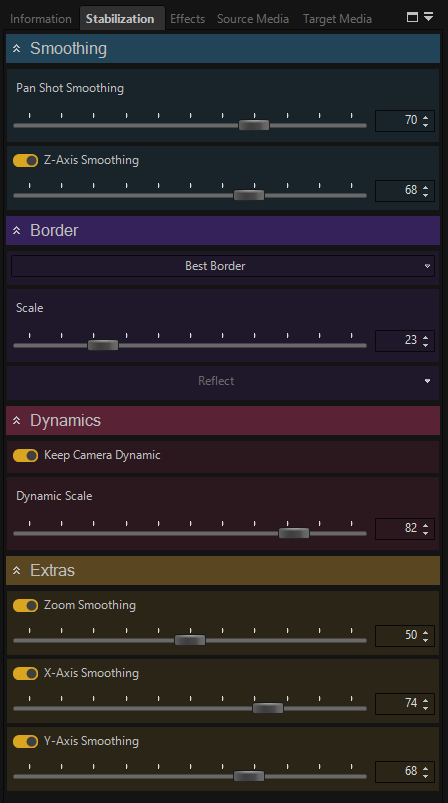 Information Stabilization Effects Source Media Target Media
Smoothing
Pan Shot Smoothing
70
Z-Axis Smoothing
68
Border
Best Border
Scale
23
Reflect
Dynamics
Keep Camera Dynamic
Dynamic Scale
82
Extras
Zoom Smoothing
50
X-Axis Smoothing
74
Y-Axis Smoothing
68